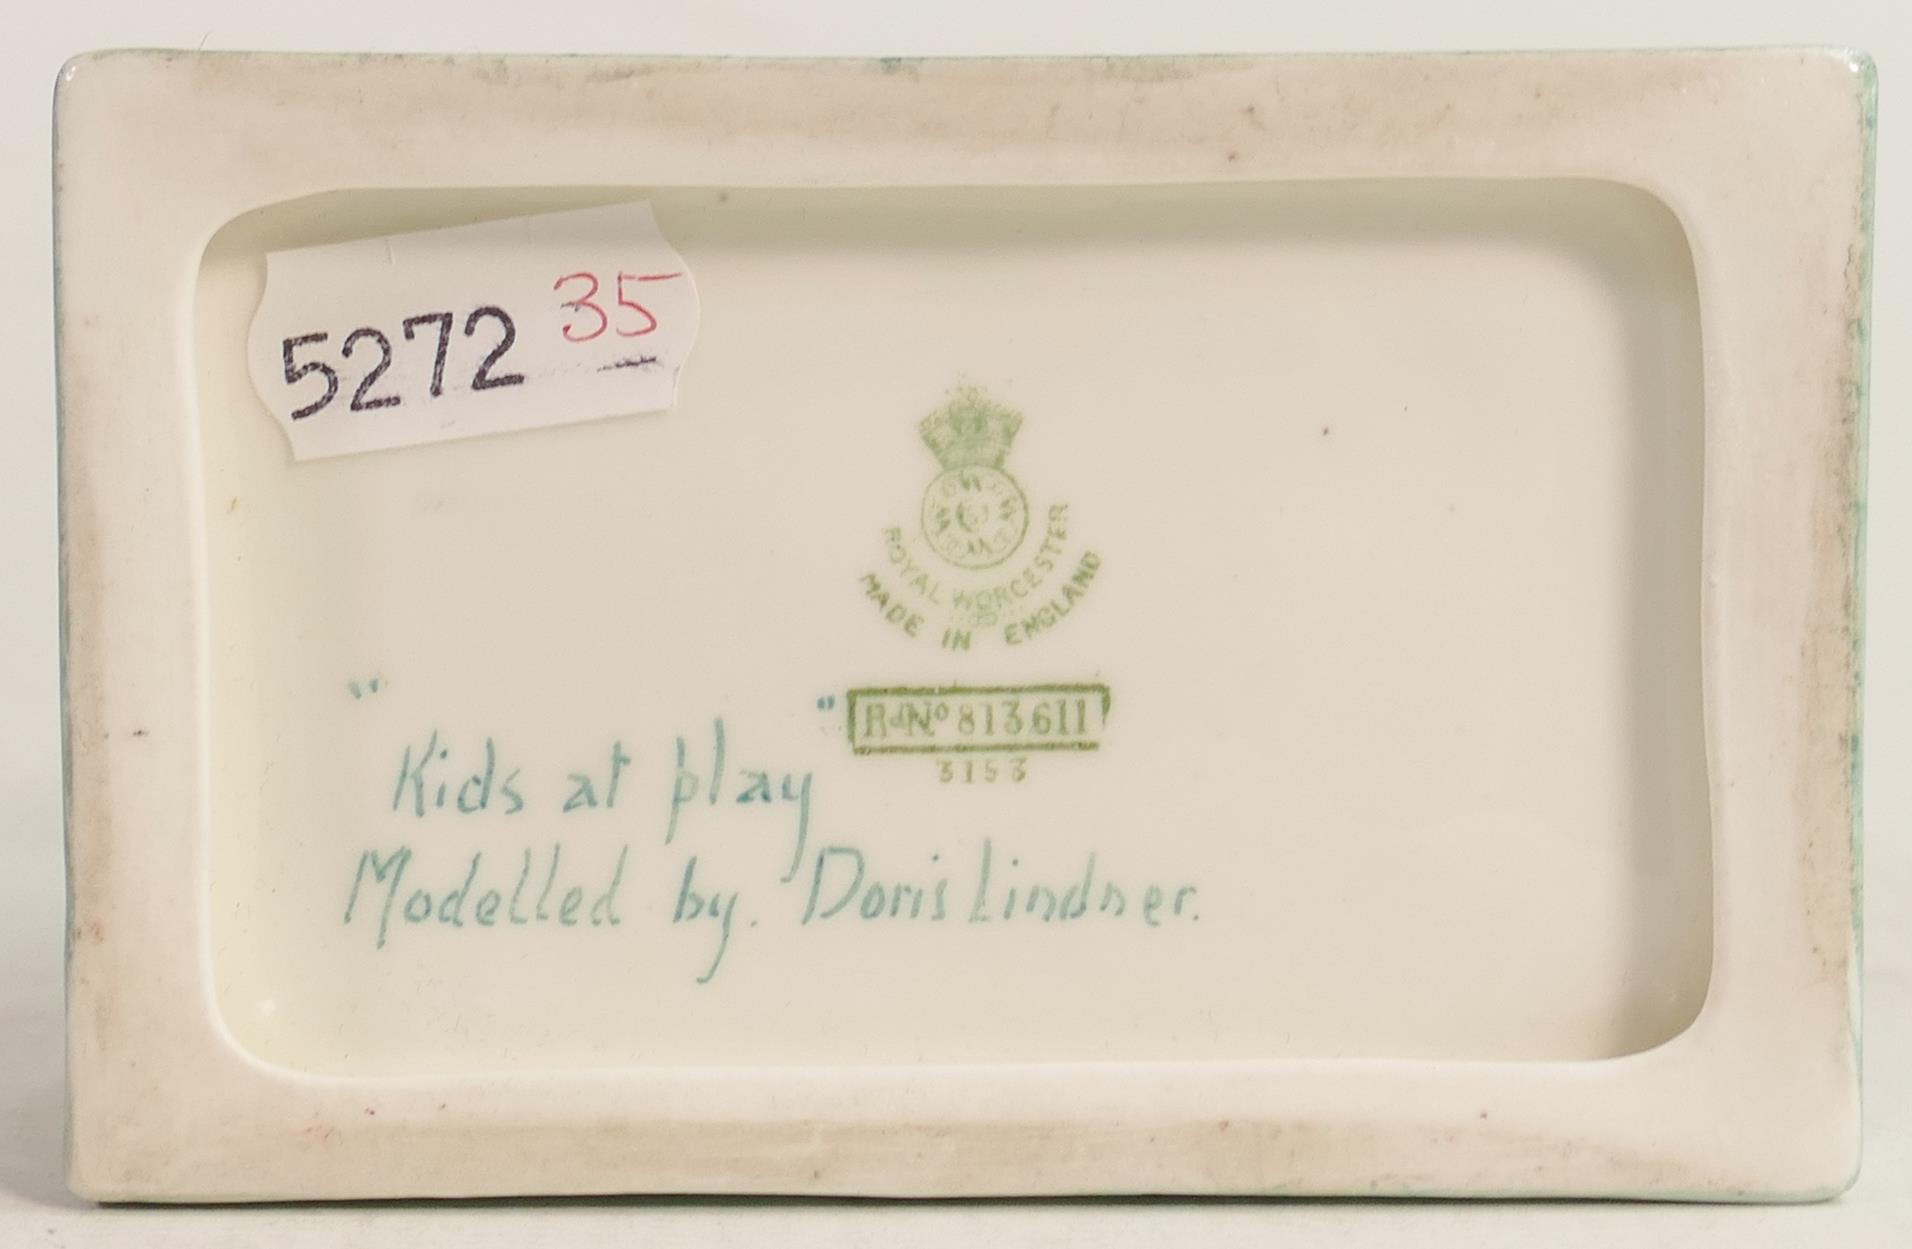 5272 35
ROYAL WORCESTER
MADE IN ENGLAND
RdNo 813611
3153
"Kids at play"
Modelled by. Doris Lindner.